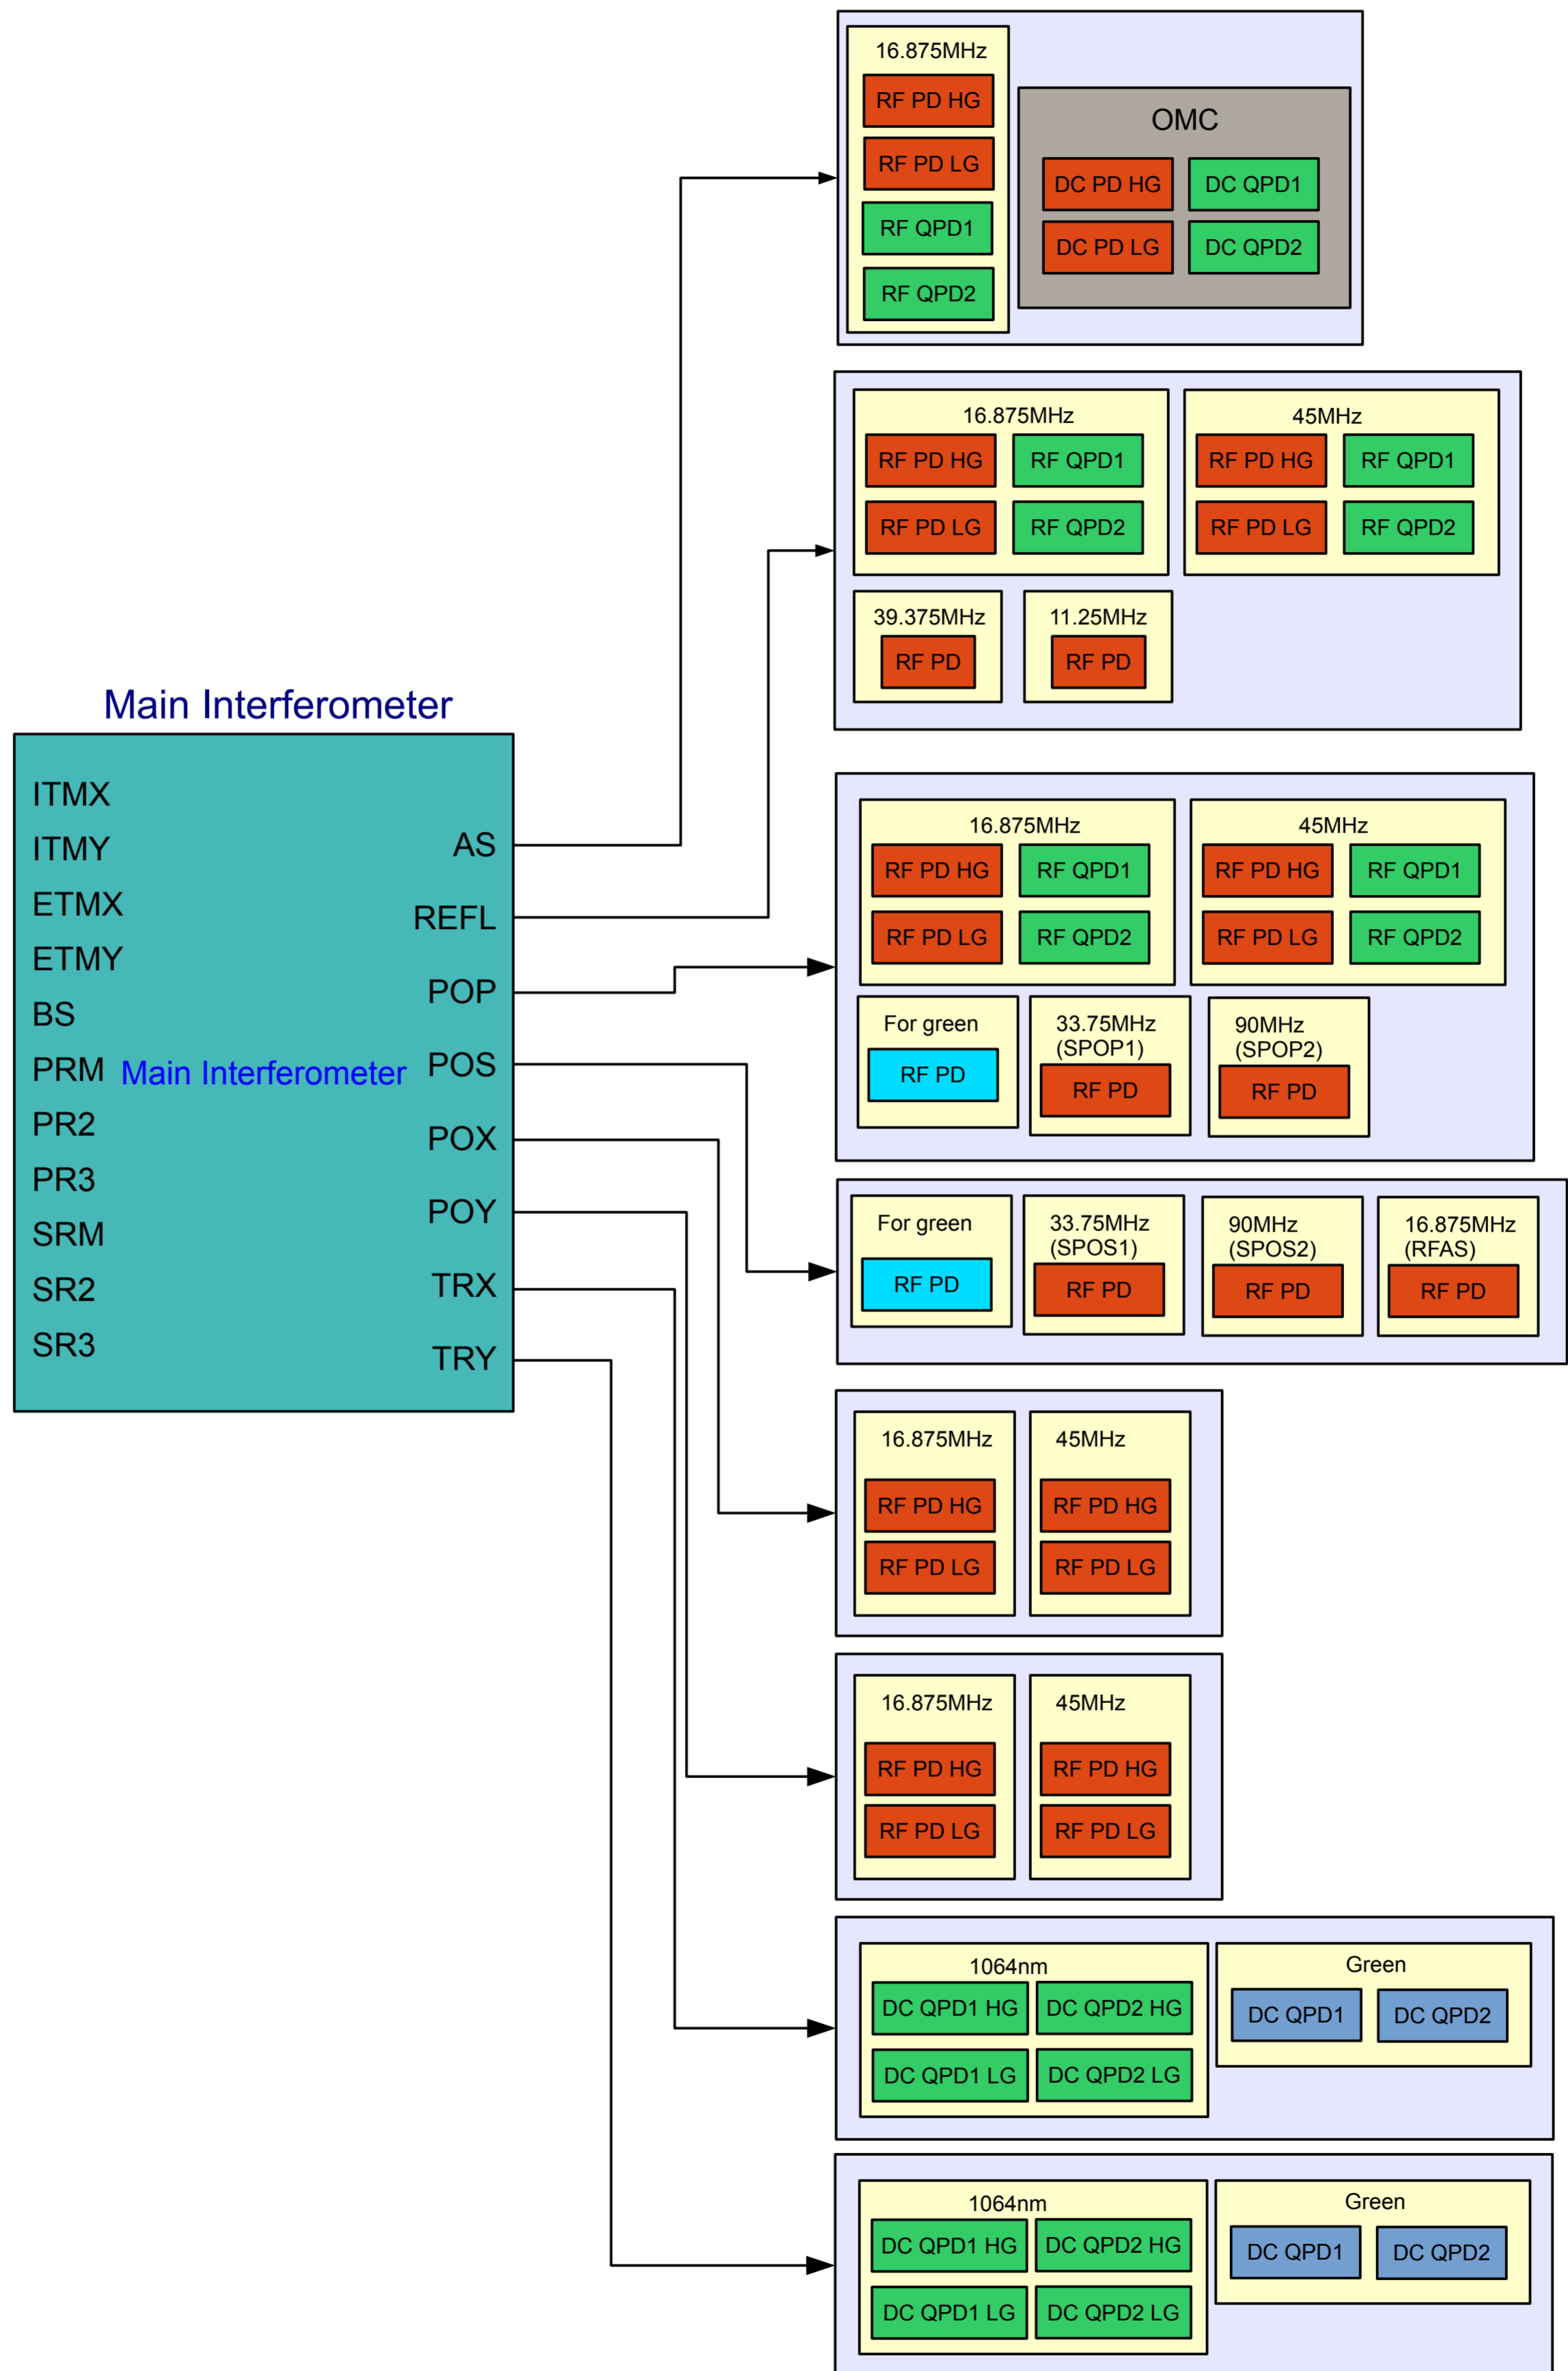 Main Interferometer
ITMX
ITMY
ETMX
ETMY
BS
PRM
PR2
PR3
SRM
SR2
SR3
Main Interferometer
AS
REFL
POP
POS
POX
POY
TRX
TRY
16.875MHz
RF PD HG
RF PD LG
RF QPD1
RF QPD2
OMC
DC PD HG DC QPD1
DC PD LG DC QPD2
16.875MHz
RF PD HG RF QPD1
RF PD LG RF QPD2
45MHz
RF PD HG RF QPD1
RF PD LG RF QPD2
39.375MHz
RF PD
11.25MHz
RF PD
16.875MHz
RF PD HG RF QPD1
RF PD LG RF QPD2
45MHz
RF PD HG RF QPD1
RF PD LG RF QPD2
For green
RF PD
33.75MHz
(SPOP1)
RF PD
90MHz
(SPOP2)
RF PD
For green
RF PD
33.75MHz
(SPOS1)
RF PD
90MHz
(SPOS2)
RF PD
16.875MHz
(RFAS)
RF PD
16.875MHz
RF PD HG
RF PD LG
45MHz
RF PD HG
RF PD LG
16.875MHz
RF PD HG
RF PD LG
45MHz
RF PD HG
RF PD LG
1064nm
DC QPD1 HG DC QPD2 HG
DC QPD1 LG DC QPD2 LG
Green
DC QPD1 DC QPD2
1064nm
DC QPD1 HG DC QPD2 HG
DC QPD1 LG DC QPD2 LG
Green
DC QPD1 DC QPD2